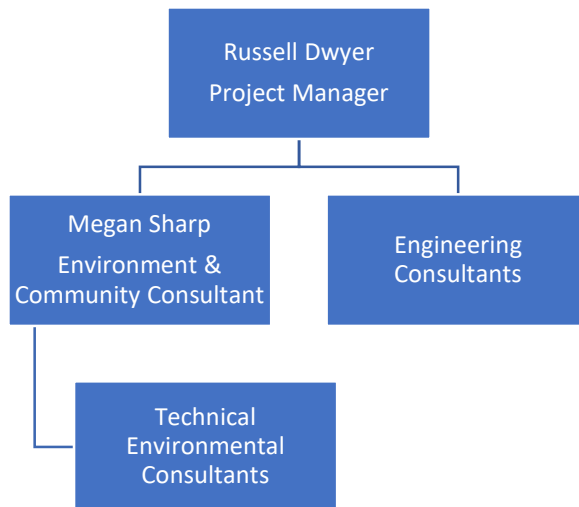 Russell Dwyer
Project Manager
Megan Sharp
Environment &
Community Consultant
Engineering
Consultants
Technical
Environmental
Consultants